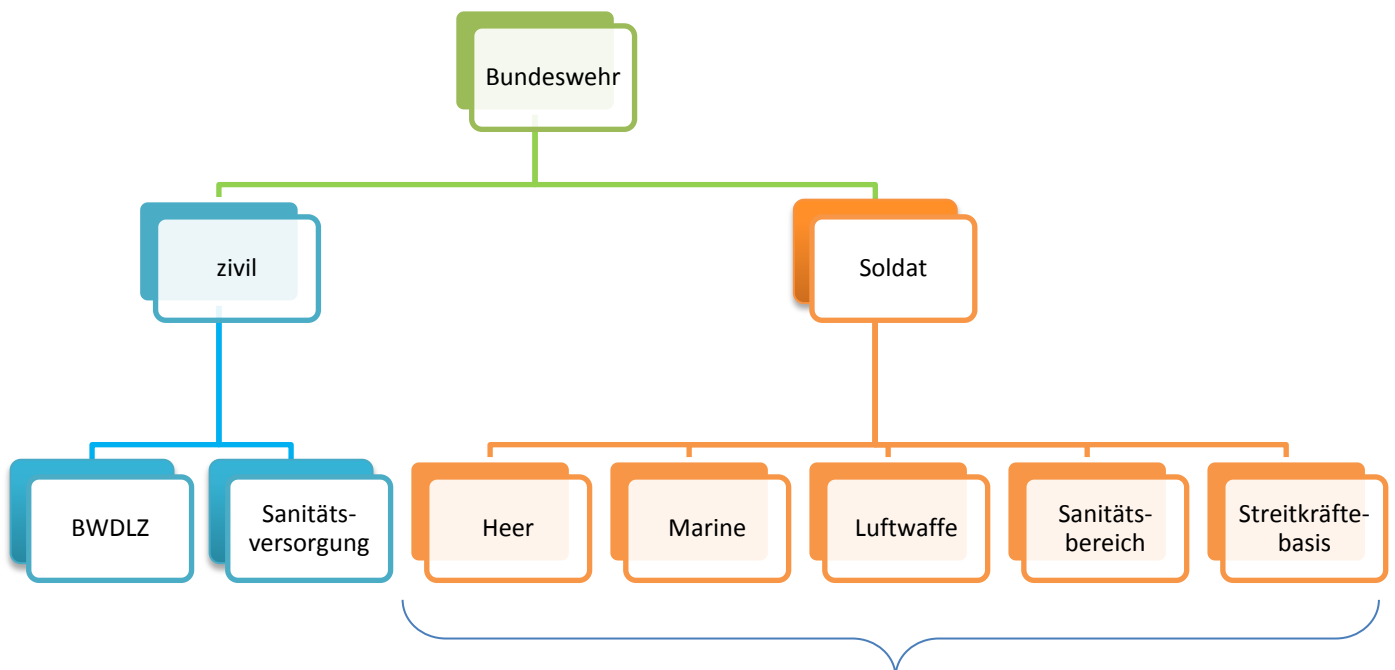 Bundeswehr
zivil
Soldat
BWDLZ
Sanitäts-
versorgung
Heer
Marine
Luftwaffe
Sanitäts-
bereich
Streitkräfte-
basis